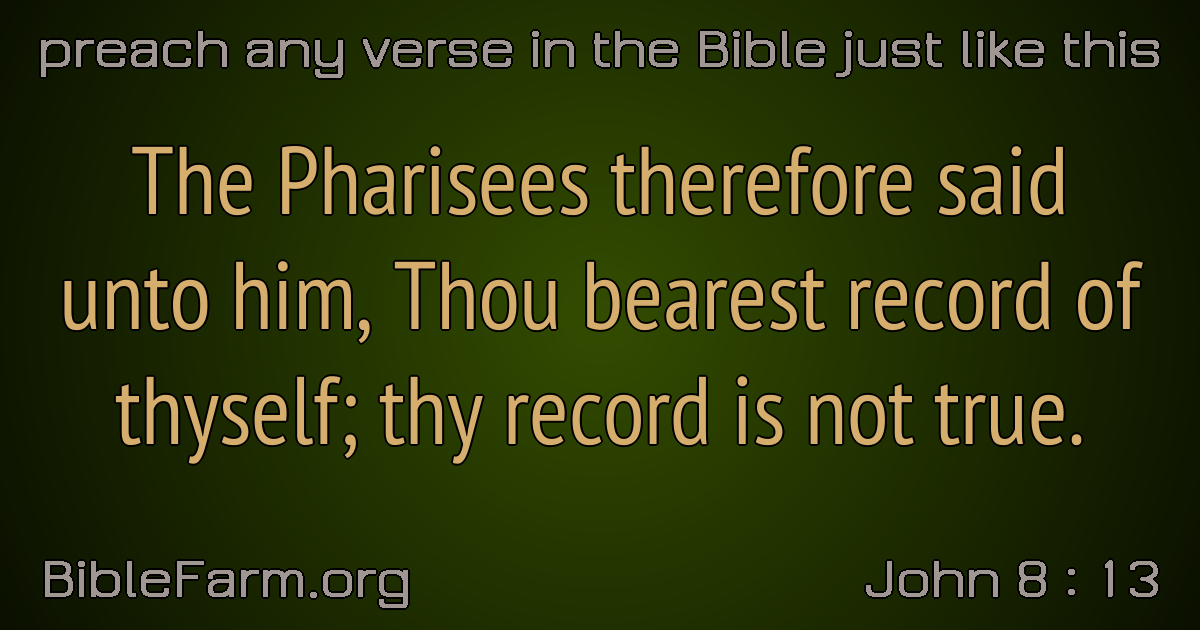 preach any verse in the Bible just like this
The Pharisees therefore said
unto him, Thou bearest record of
thyself; thy record is not true.
BibleFarm.org
John 8 : 13